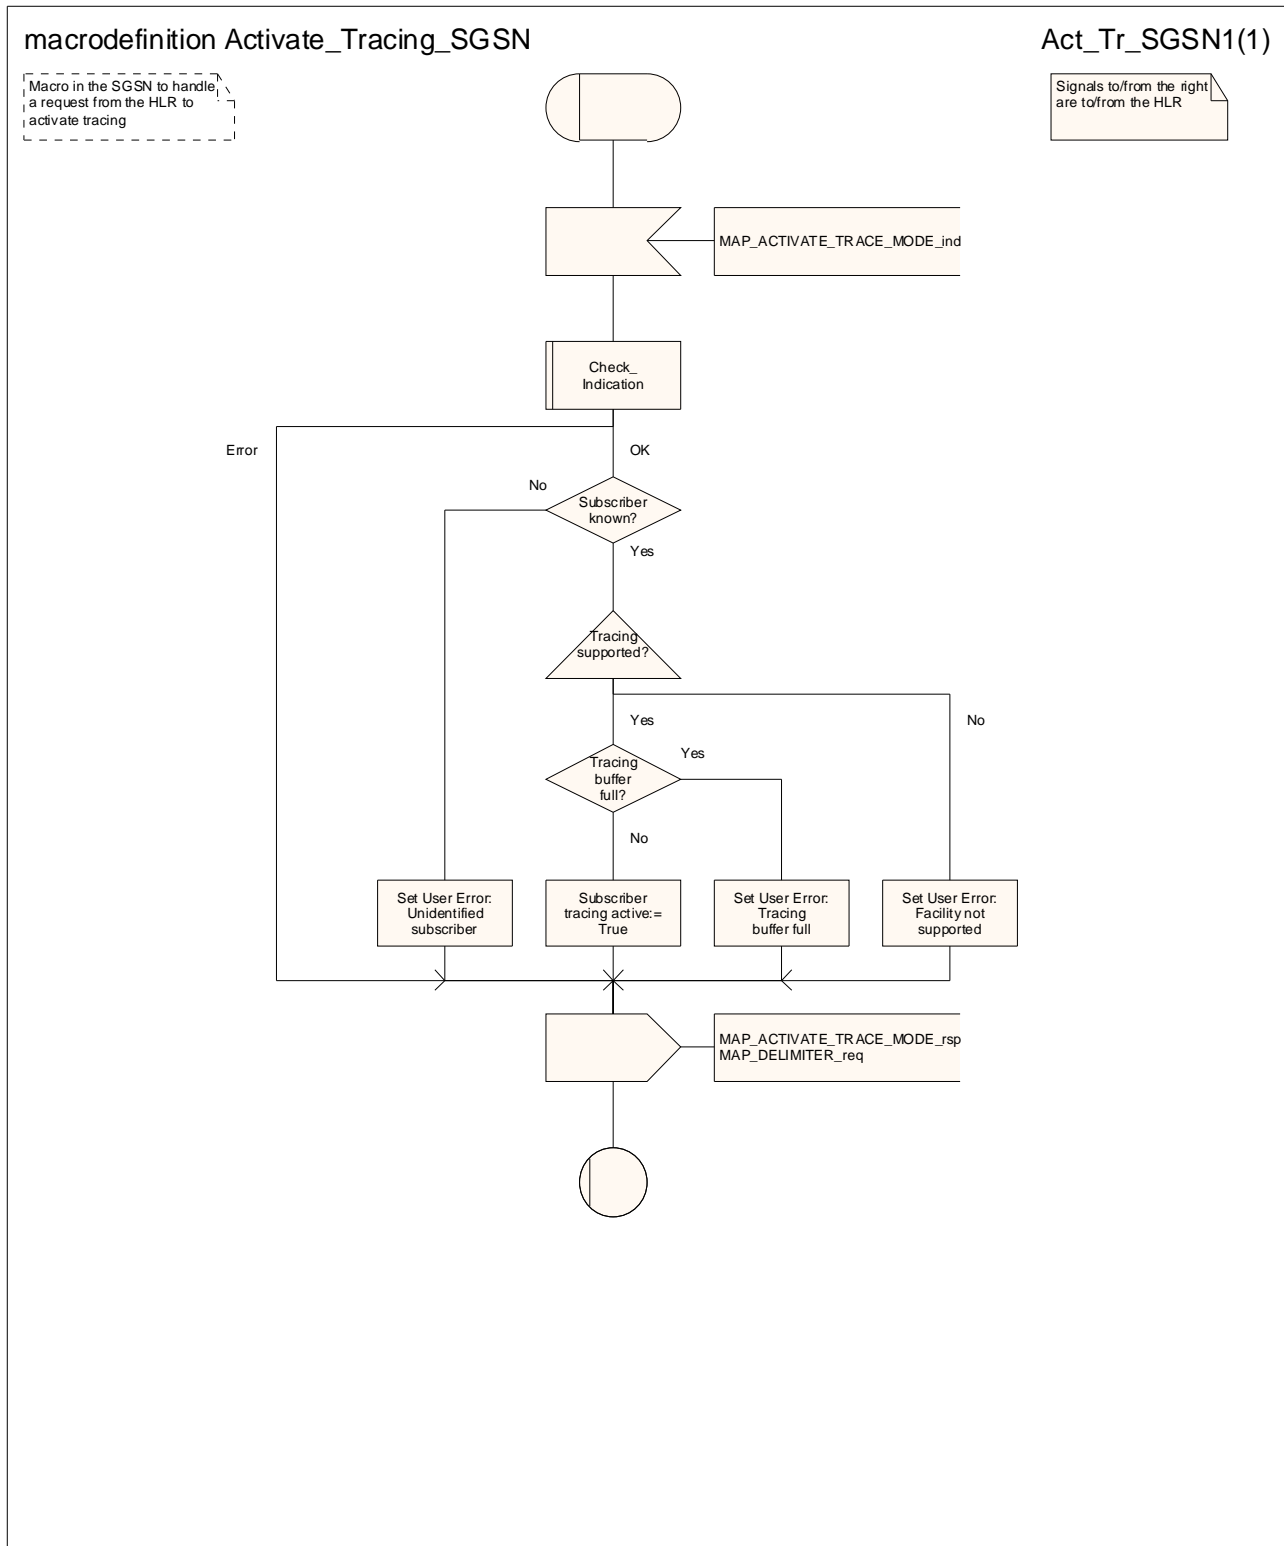 macrodefinition Activate_Tracing_SGSN
Act_Tr_SGSN1(1)
Macro in the SGSN to handle
a request from the HLR to
activate tracing
Signals to/from the right
are to/from the HLR
MAP_ACTIVATE_TRACE_MODE_ind
Check_
Indication
Error
OK
No
Subscriber
known?
Yes
Tracing
supported?
Yes
No
Yes
Tracing
buffer
full?
No
Set User Error:
Unidentified
subscriber
Subscriber
tracing active:=
True
Set User Error:
Tracing
buffer full
Set User Error:
Facility not
supported
MAP_ACTIVATE_TRACE_MODE_rsp
MAP_DELIMITER_req